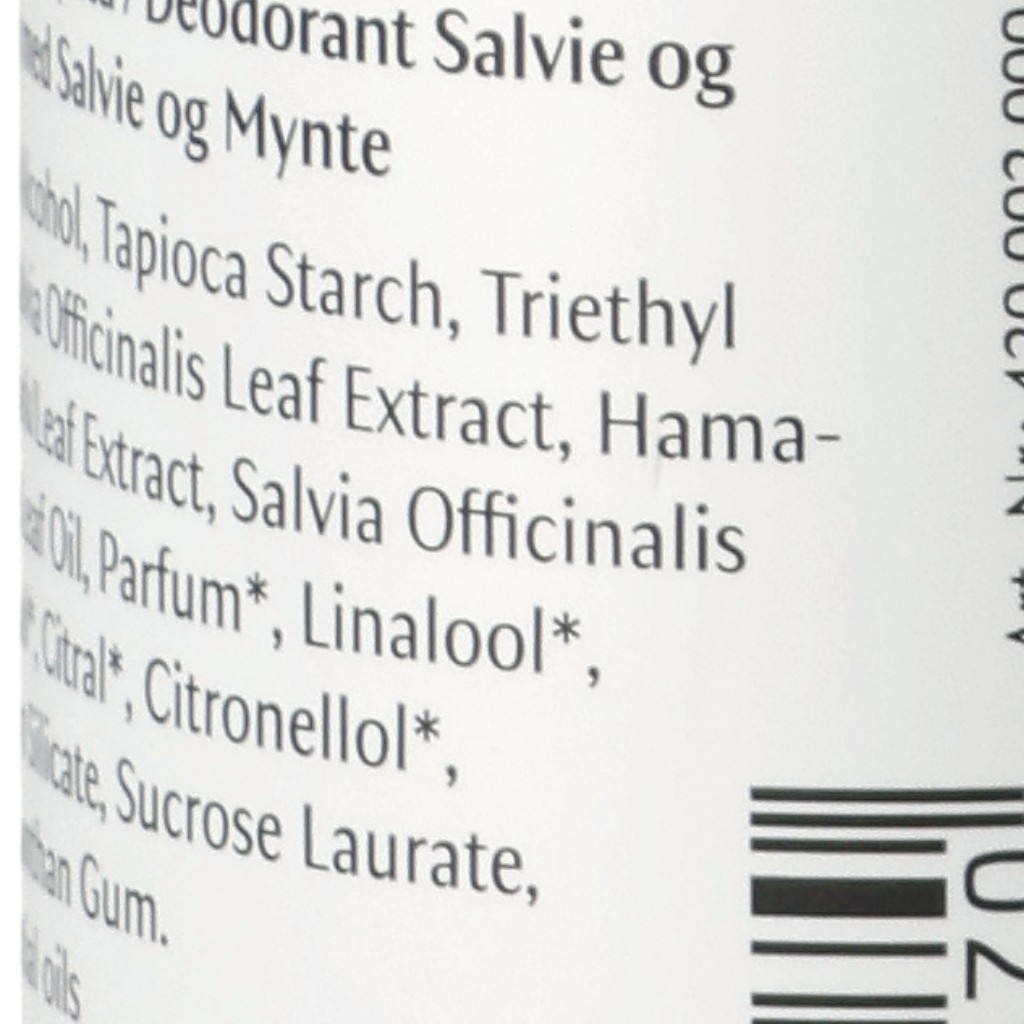 Deodorant Salvie og
Salvie og Mynte
Tapioca Starch, Triethyl
Officinalis Leaf Extract, Hama-
Leaf Extract, Salvia Officinalis
Oil, Parfum*, Linalool*,
Citral*, Citronellol*,
Sucrose Laurate,
Gum.
oils
07